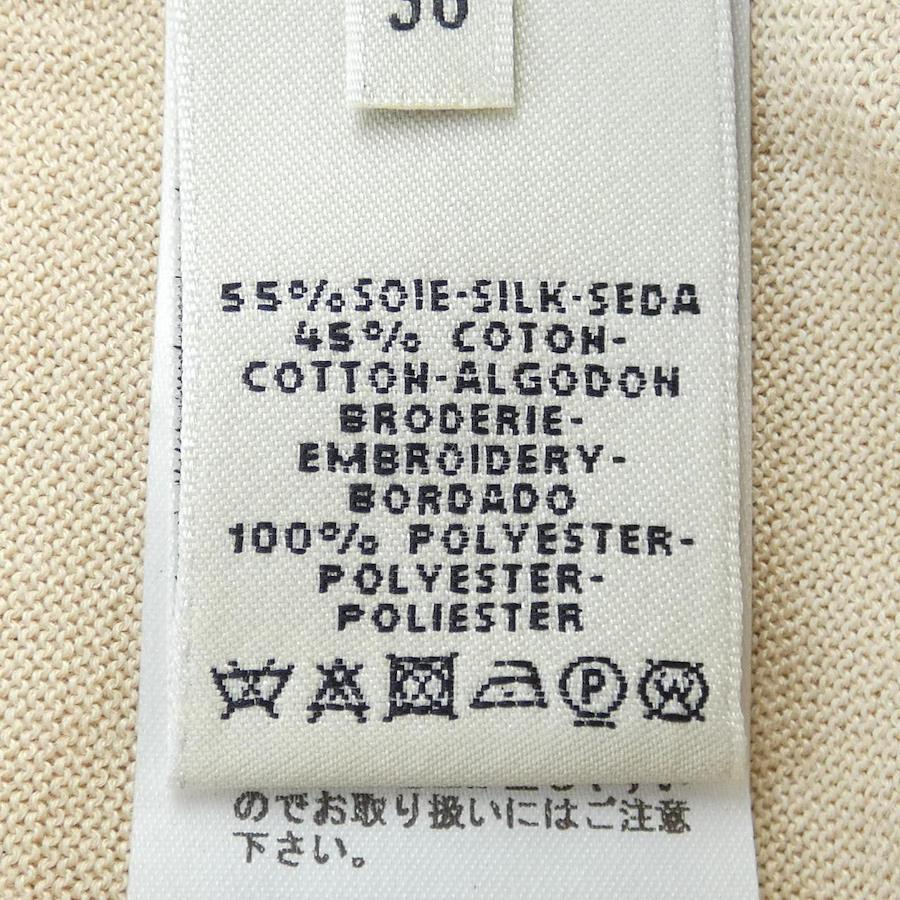 55% SOIE-SILK-SEDA
45% COTON-
COTTON-ALGODON
BRODERIE-
EMBROIDERY-
BORDADO
100% POLYESTER-
POLYESTER-
POLIESTER
P W
のでお取り扱いにはご注意
下さい。